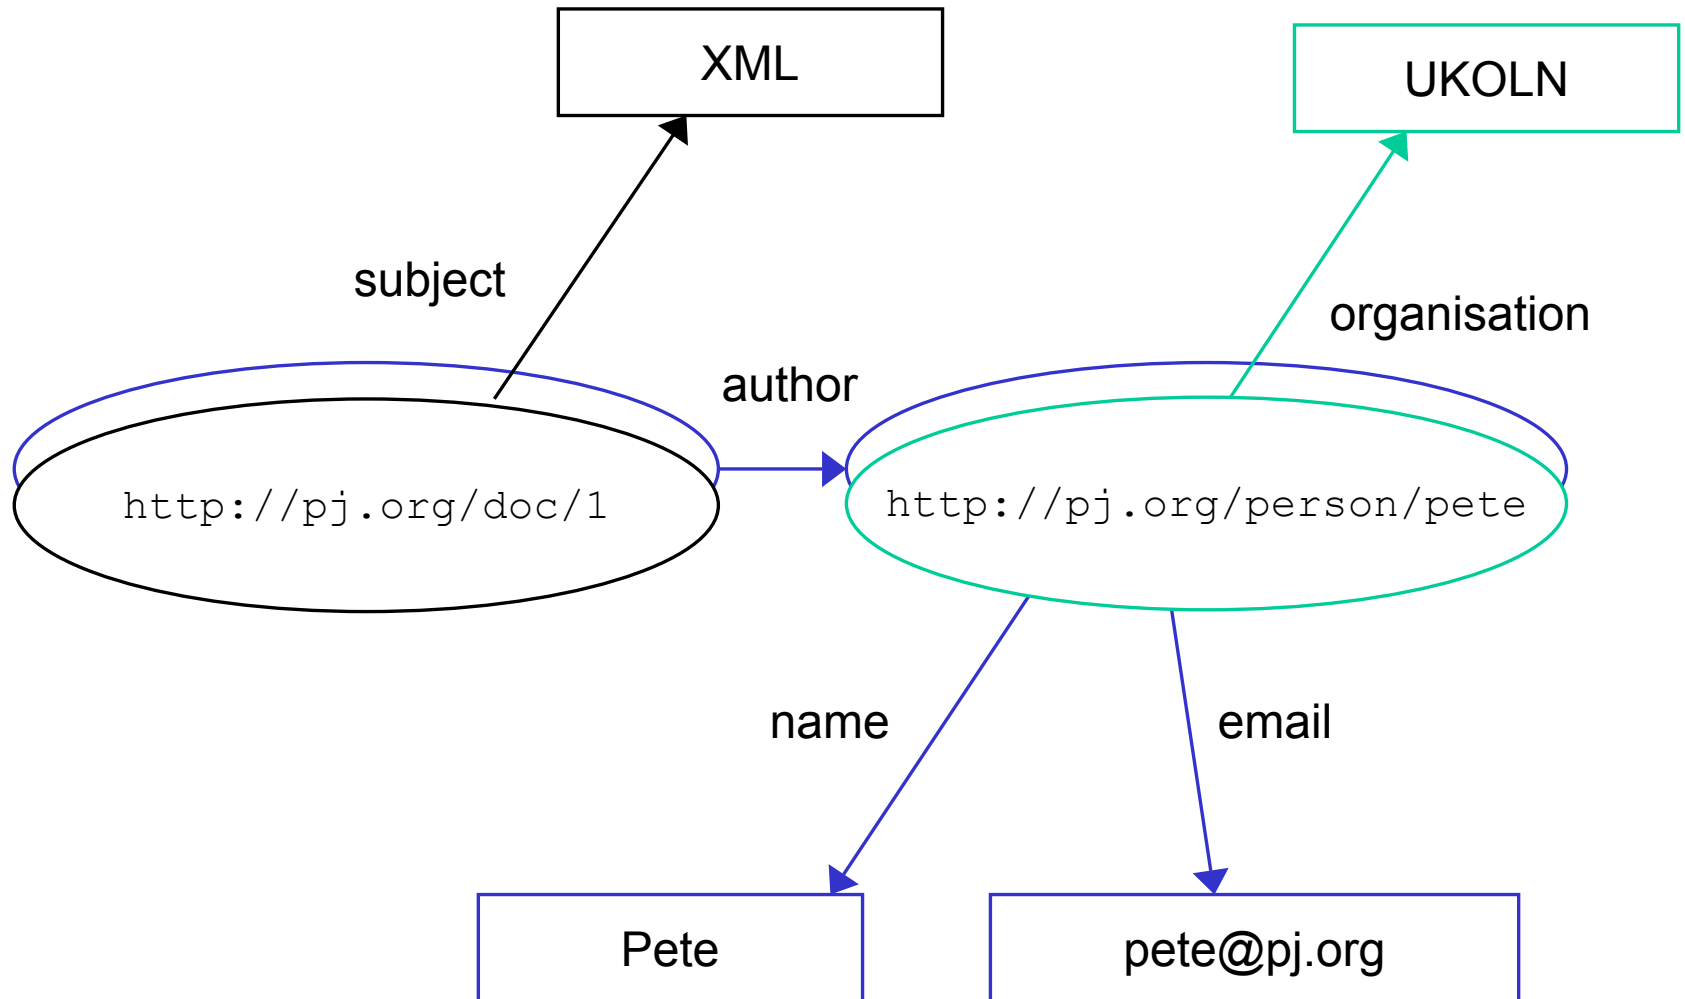 XML
UKOLN
subject
organisation
author
http://pj.org/doc/1
http://pj.org/person/pete
name
email
Pete
pete@pj.org